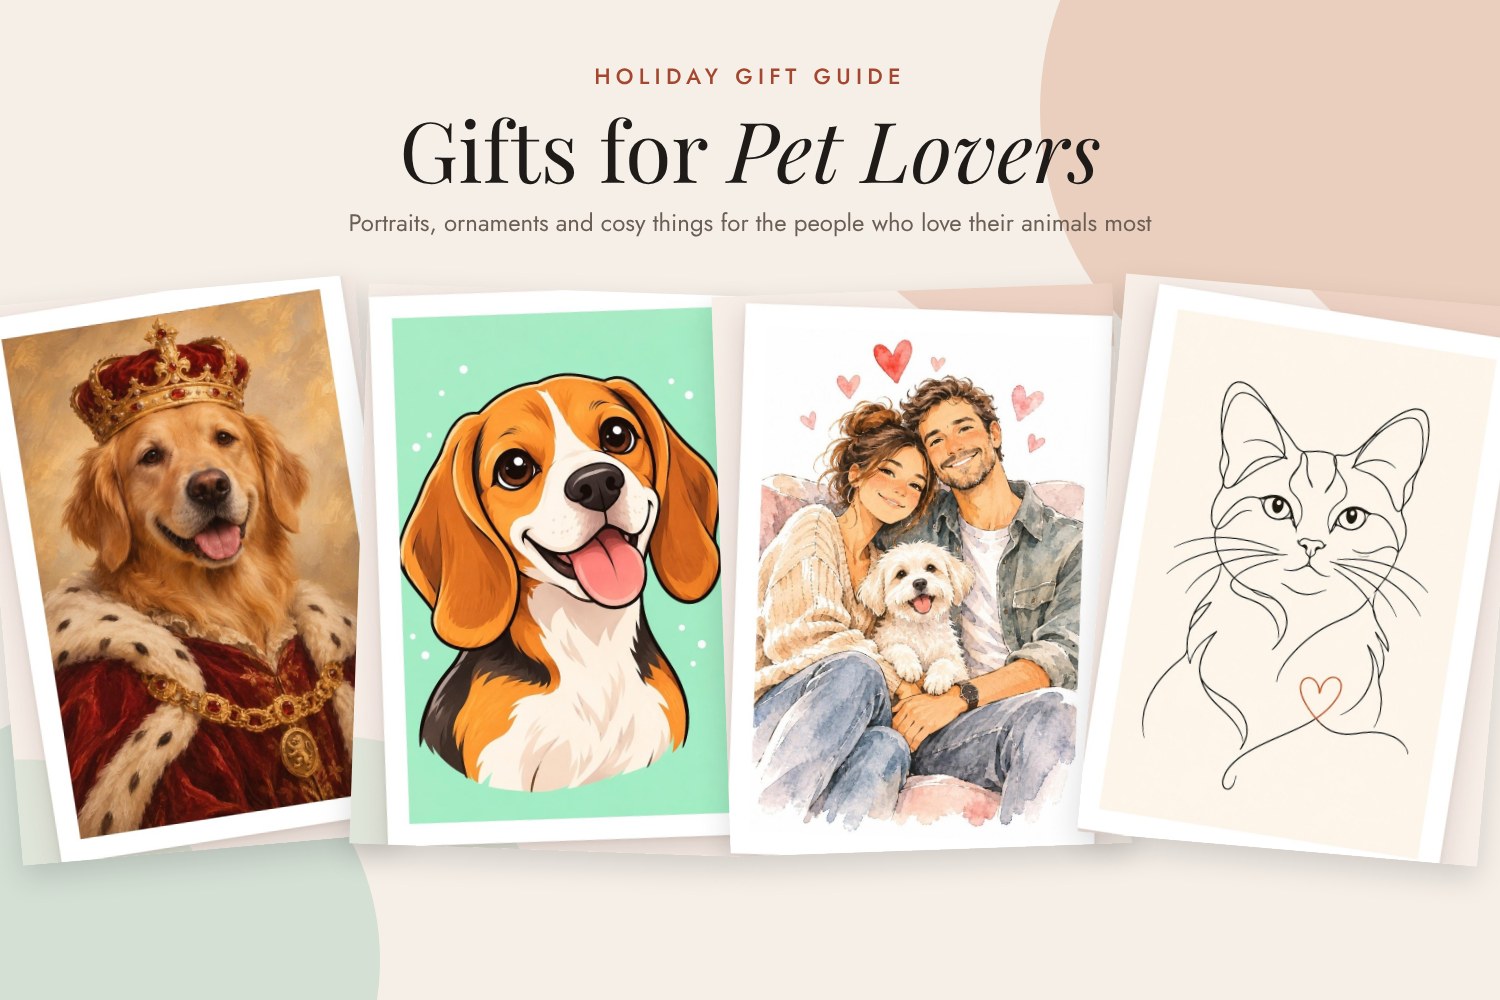 HOLIDAY GIFT GUIDE
Gifts for Pet Lovers
Portraits, ornaments and cosy things for the people who love their animals most